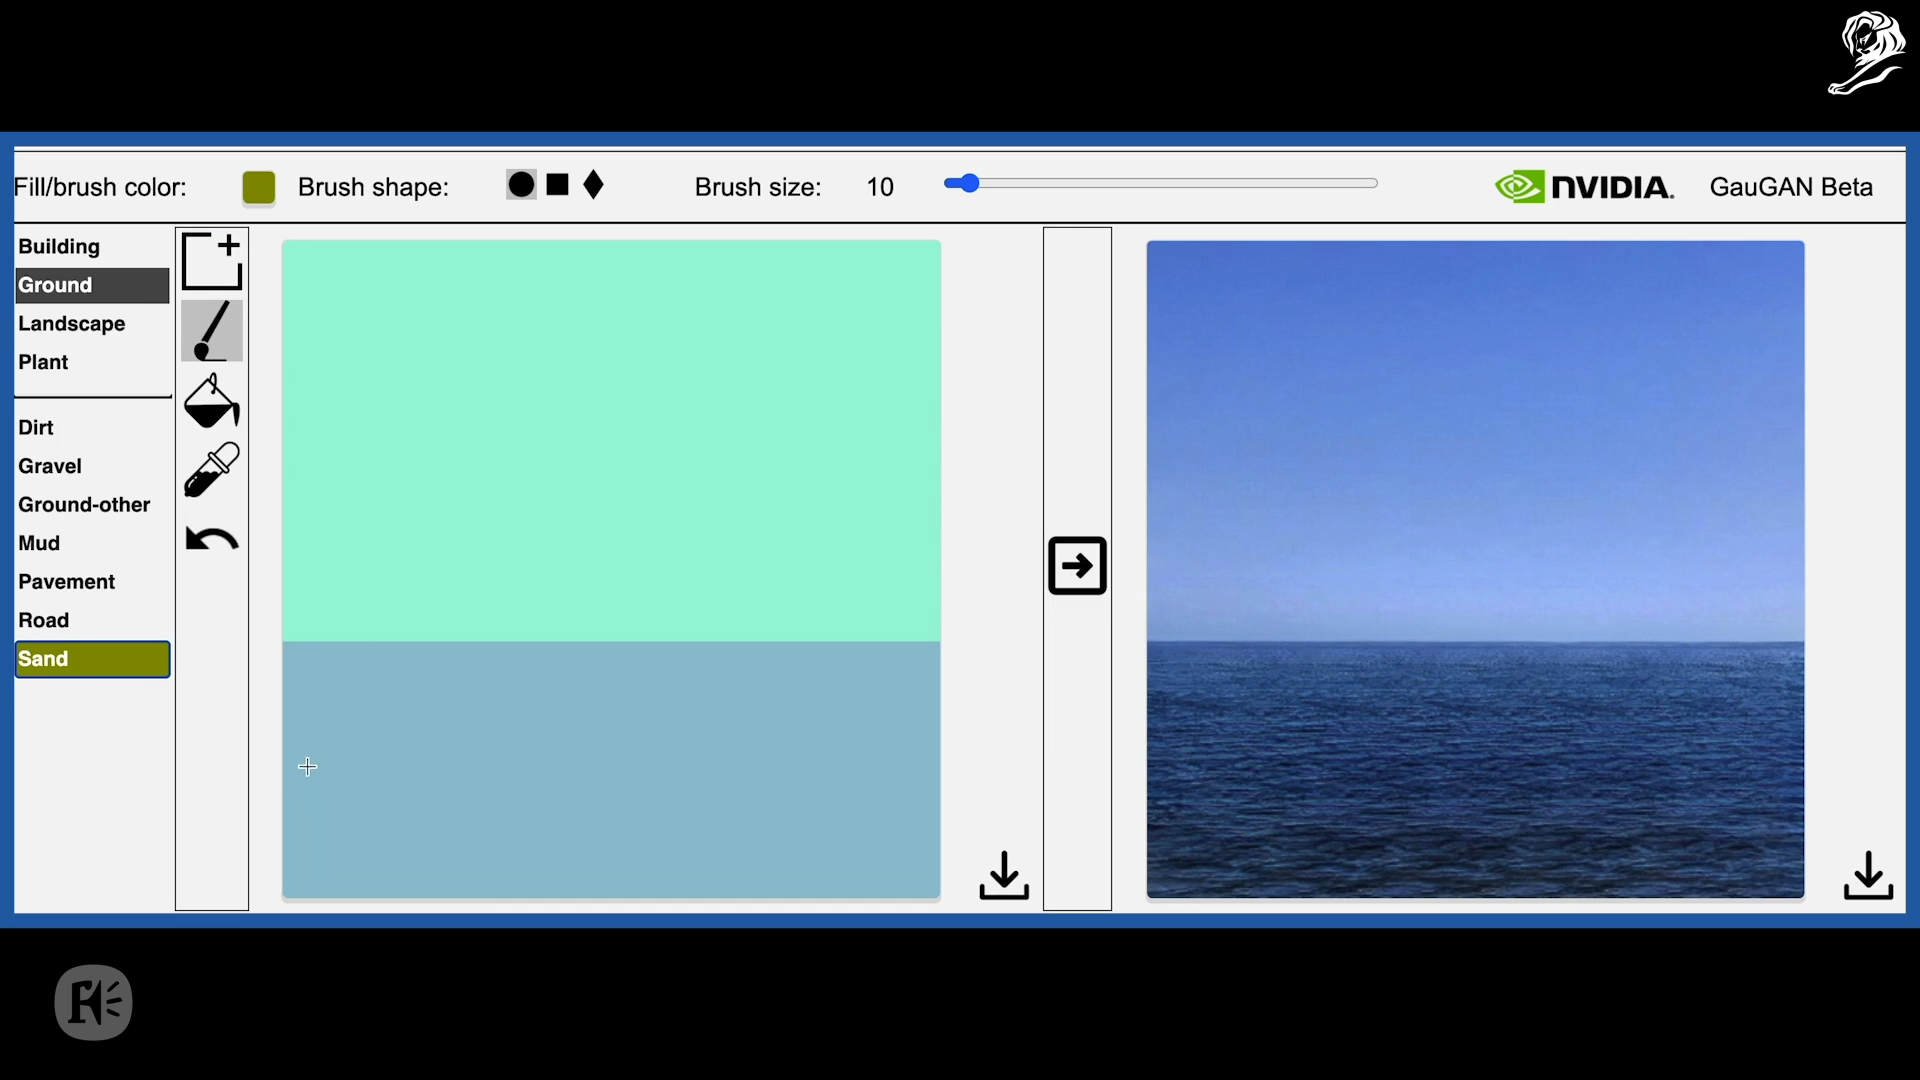 Fill/brush color: Brush shape: Brush size: 10 NVIDIA. GauGAN Beta
Building
Ground
Landscape
Plant
Dirt
Gravel
Ground-other
Mud
Pavement
Road
Sand